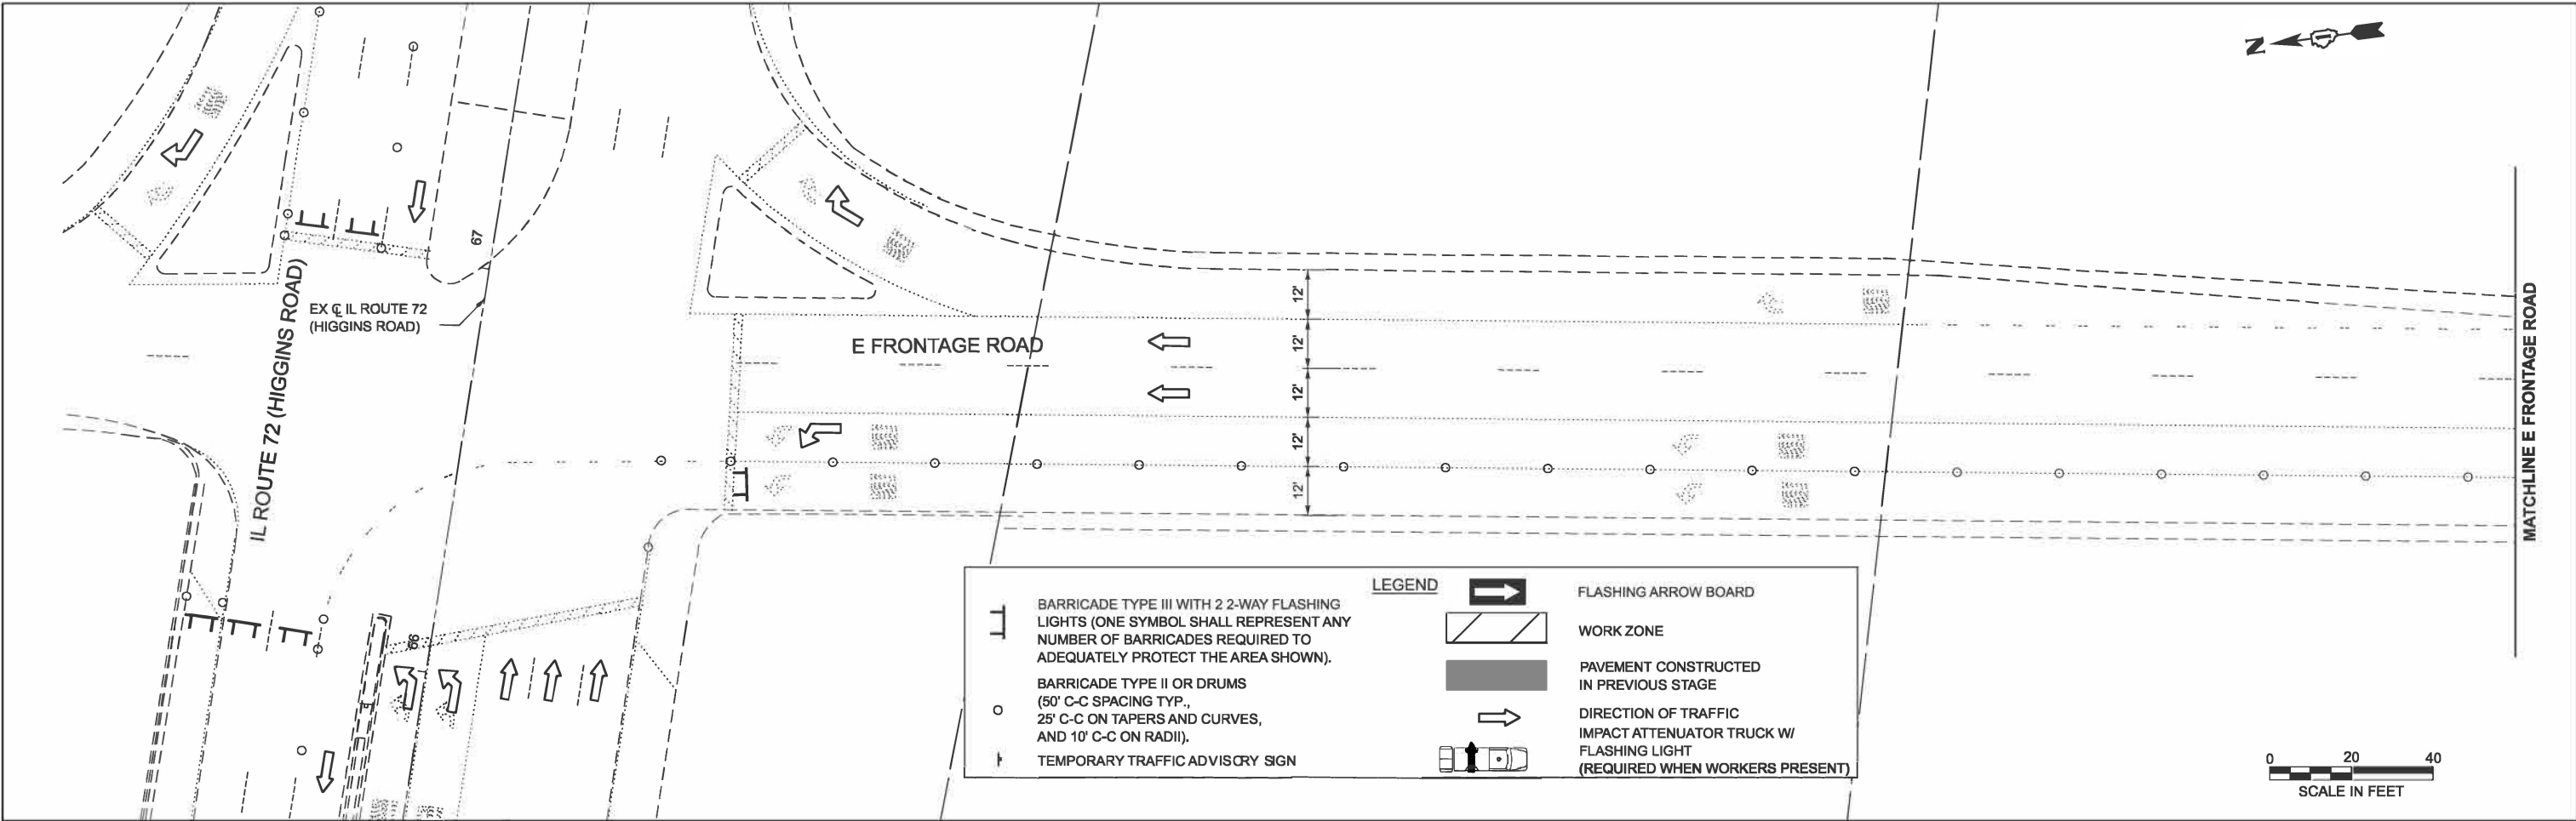 N
67
EX ℄ IL ROUTE 72
(HIGGINS ROAD)
IL ROUTE 72 (HIGGINS ROAD)
E FRONTAGE ROAD
12'
12'
12'
12'
12'
MATCHLINE E FRONTAGE ROAD
66
LEGEND
BARRICADE TYPE III WITH 2 2-WAY FLASHING
LIGHTS (ONE SYMBOL SHALL REPRESENT ANY
NUMBER OF BARRICADES REQUIRED TO
ADEQUATELY PROTECT THE AREA SHOWN).
BARRICADE TYPE II OR DRUMS
(50' C-C SPACING TYP.,
25' C-C ON TAPERS AND CURVES,
AND 10' C-C ON RADII).
TEMPORARY TRAFFIC ADVISORY SIGN
FLASHING ARROW BOARD
WORK ZONE
PAVEMENT CONSTRUCTED
IN PREVIOUS STAGE
DIRECTION OF TRAFFIC
IMPACT ATTENUATOR TRUCK W/
FLASHING LIGHT
(REQUIRED WHEN WORKERS PRESENT)
0 20 40
SCALE IN FEET